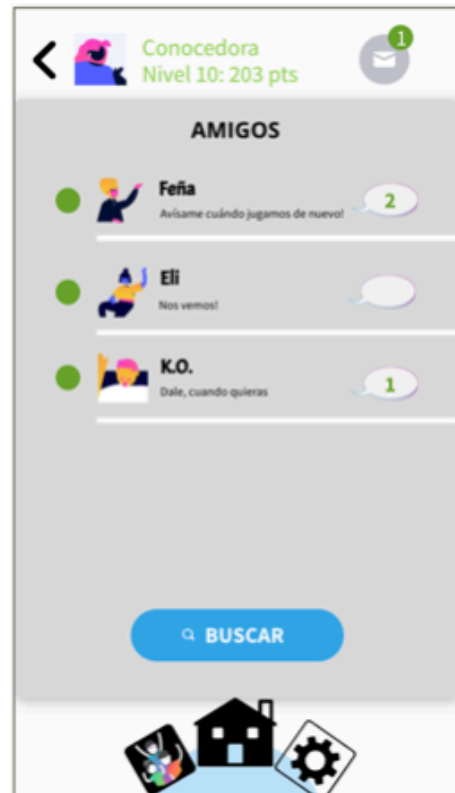 Conocedora
Nivel 10: 203 pts
1
AMIGOS
Feña
Avísame cuándo jugamos de nuevo!
2
Eli
Nos vemos!
K.O.
Dale, cuando quieras
1
BUSCAR